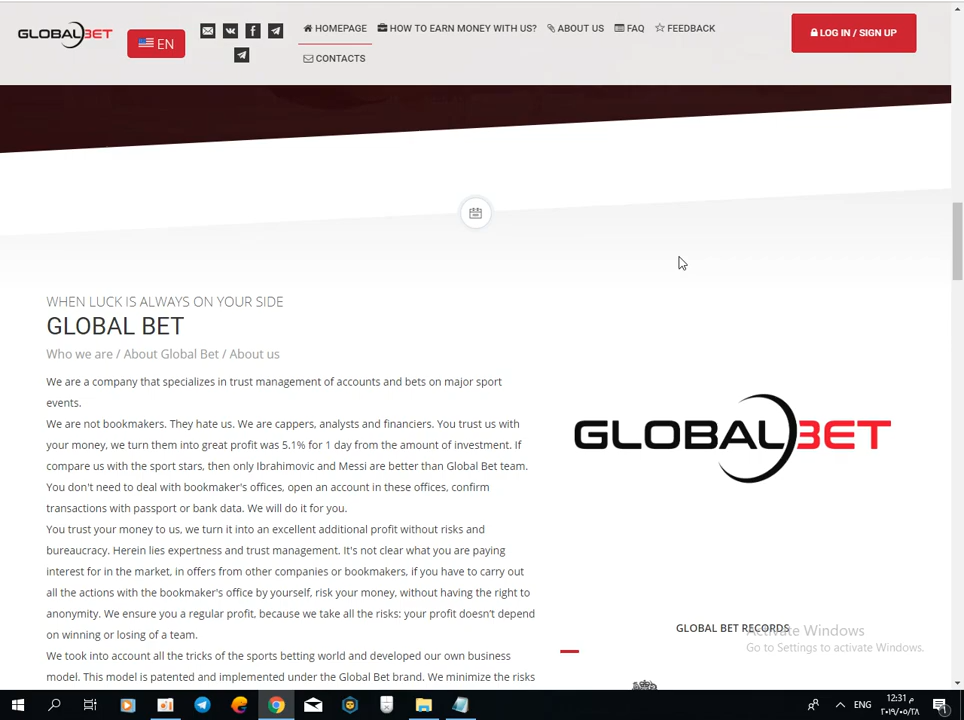 GLOBALBET
EN
HOMEPAGE
HOW TO EARN MONEY WITH US?
ABOUT US
FAQ
FEEDBACK
CONTACTS
LOG IN / SIGN UP
WHEN LUCK IS ALWAYS ON YOUR SIDE
GLOBAL BET
Who we are / About Global Bet / About us
We are a company that specializes in trust management of accounts and bets on major sport
events.
We are not bookmakers. They hate us. We are cappers, analysts and financiers. You trust us with
your money, we turn them into great profit was 5.1% for 1 day from the amount of investment. If
compare us with the sport stars, then only Ibrahimovic and Messi are better than Global Bet team.
You don't need to deal with bookmaker's offices, open an account in these offices, confirm
transactions with passport or bank data. We will do it for you.
You trust your money to us, we turn it into an excellent additional profit without risks and
bureaucracy. Herein lies expertness and trust management. It's not clear what you are paying
interest for in the market, in offers from other companies or bookmakers, if you have to carry out
all the actions with the bookmaker's office by yourself, risk your money, without having the right to
anonymity. We ensure you a regular profit, because we take all the risks: your profit doesn't depend
on winning or losing of a team.
We took into account all the tricks of the sports betting world and developed our own business
model. This model is patented and implemented under the Global Bet brand. We minimize the risks
GLOBALBET
GLOBAL BET RECORDS
Activate Windows
Go to Settings to activate Windows.
ENG
12:31 م
٢٠١٩/٠٥/٢٨
1